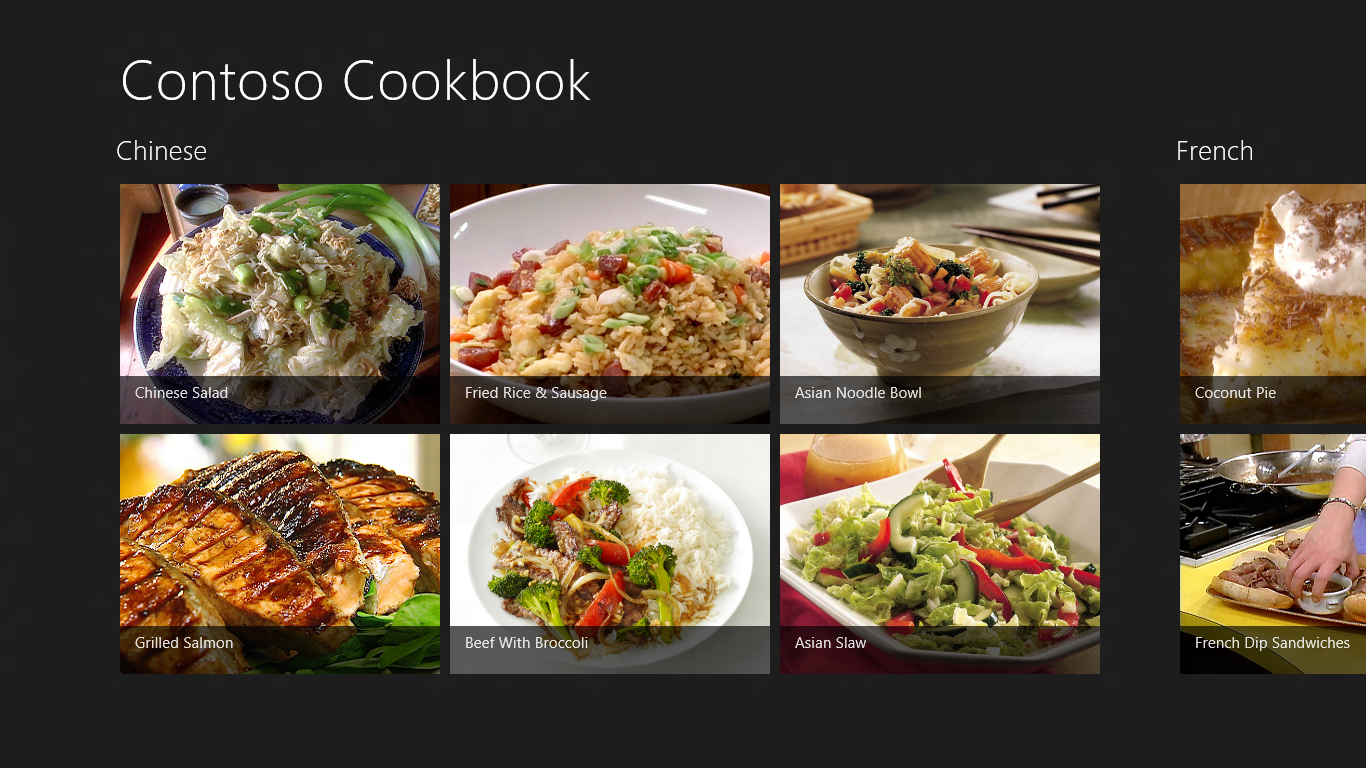 Contoso Cookbook
Chinese
Chinese Salad
Fried Rice & Sausage
Asian Noodle Bowl
Grilled Salmon
Beef With Broccoli
Asian Slaw
French
Coconut Pie
French Dip Sandwiches